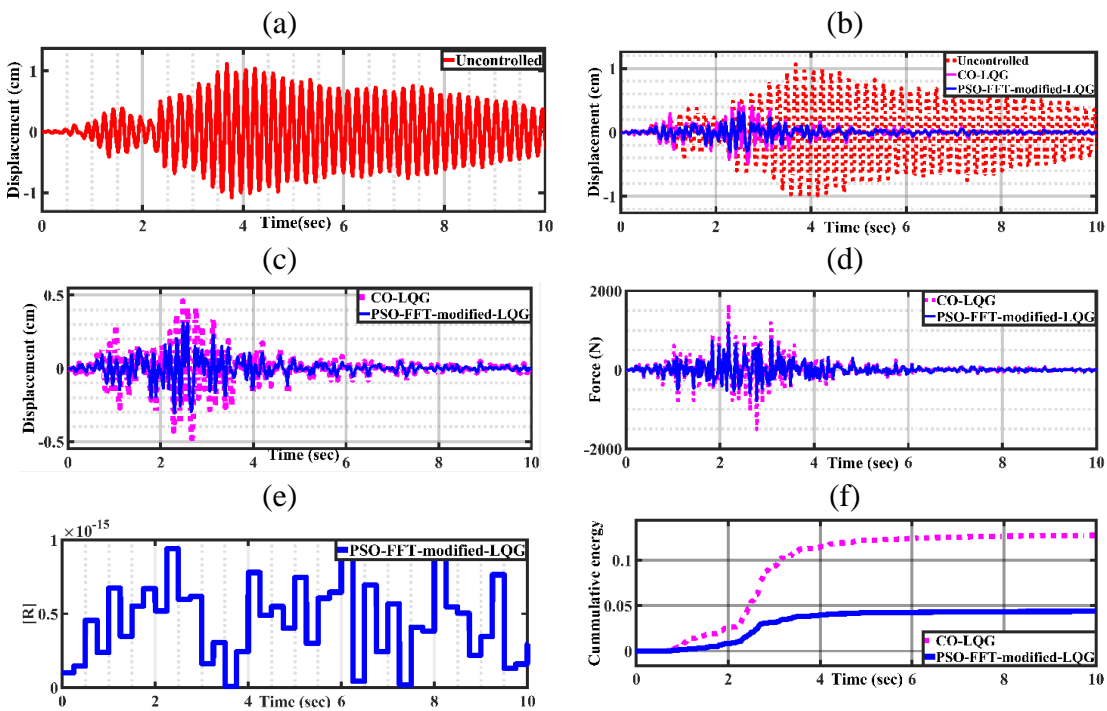 (a)
Uncontrolled
Displacement (cm)
1
0
-1
0 2 4 6 8 10
Time(sec)
(b)
Uncontrolled
CO-LQG
PSO-FFT-modified-LQG
Displacement (cm)
1
0
-1
0 2 4 6 8 10
Time (sec)
(c)
CO-LQG
PSO-FFT-modified-LQG
Displacement (cm)
0.5
0
-0.5
0 2 4 6 8 10
Time (sec)
(d)
CO-LQG
PSO-FFT-modified-LQG
Force (N)
2000
0
-2000
0 2 4 6 8 10
Time (sec)
(e)
×10-15
PSO-FFT-modified-LQG
|R|
1
0.5
0
0 2 4 6 8 10
Time (sec)
(f)
Cummulative energy
0.1
0.05
0
CO-LQG
PSO-FFT-modified-LQG
0 2 4 6 8 10
Time (sec)